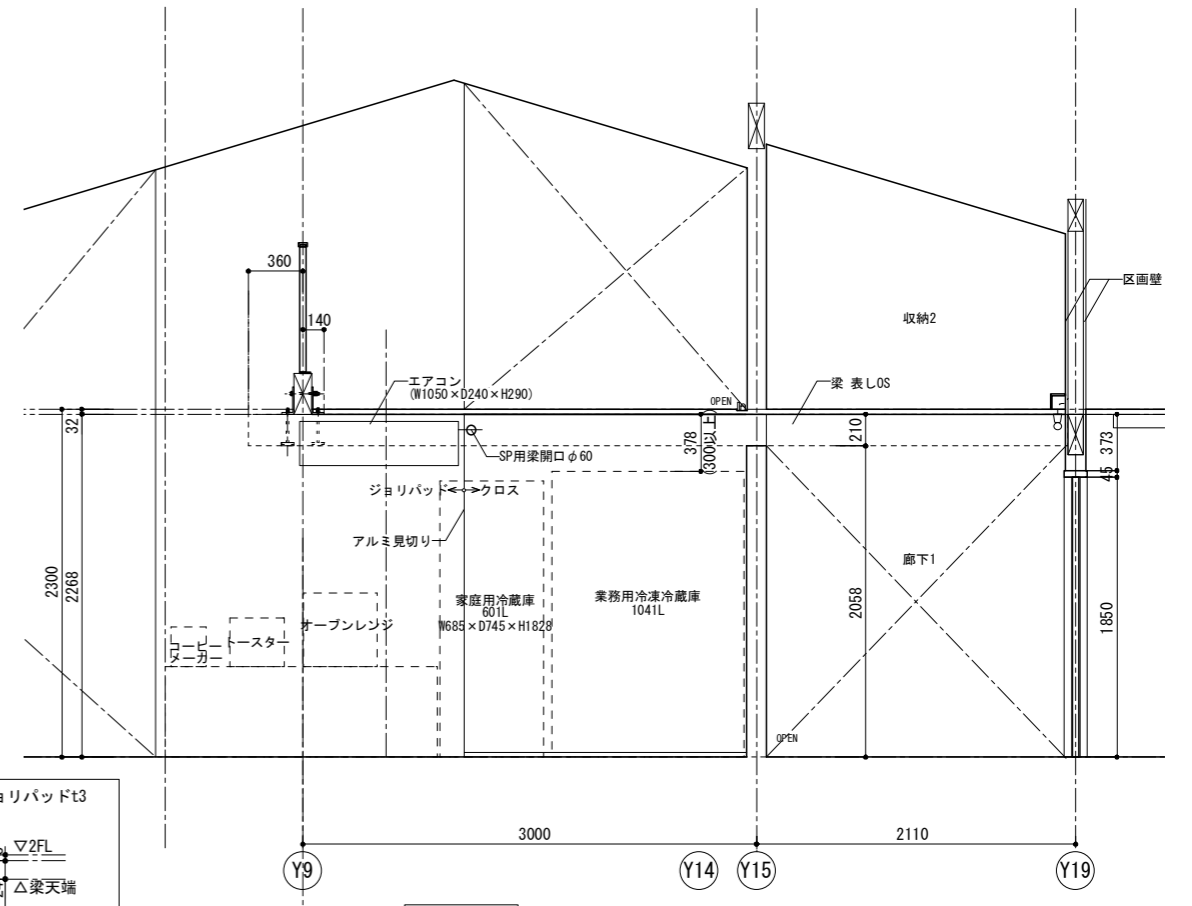 360
140
収納2
区画壁
エアコン
(W1050×D240×H290)
梁 表しOS
OPEN
32
378
(300以上)
210
373
45
SP用梁開口φ60
ジョリパッド
クロス
アルミ見切り
2300
2268
廊下1
2058
1850
家庭用冷蔵庫
601L
W685×D745×H1828
業務用冷凍冷蔵庫
1041L
オーブンレンジ
トースター
コーヒー
メーカー
OPEN
ョリパッドt3
3000
2110
▽2FL
△梁天端
Y9
Y14
Y15
Y19